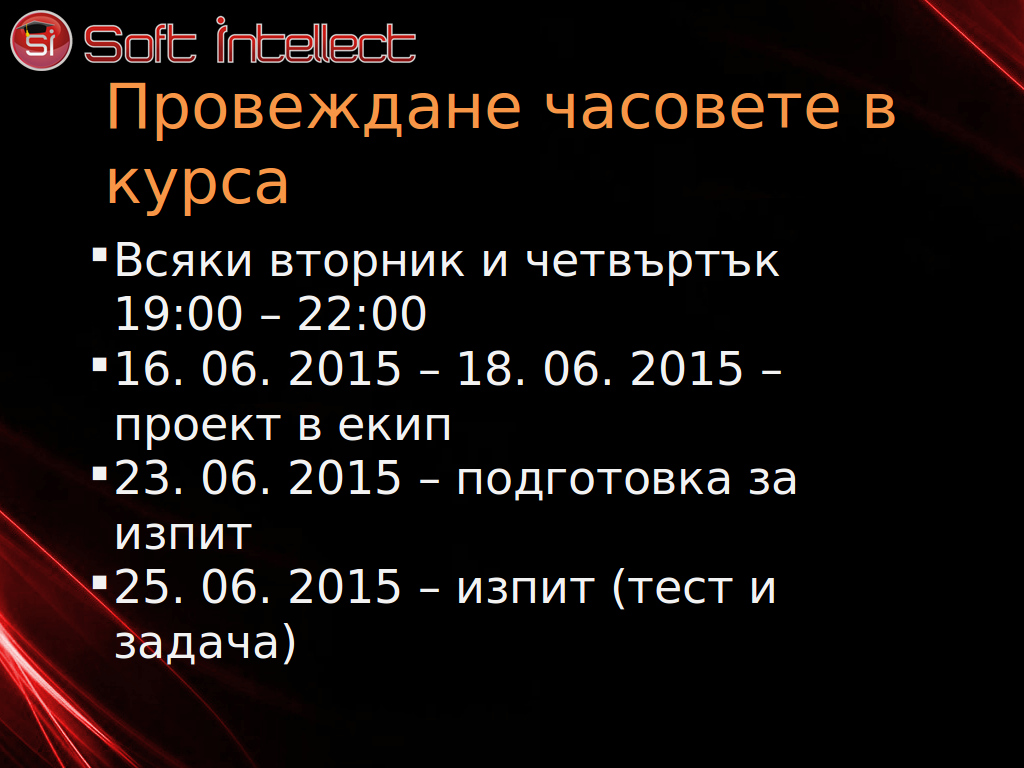 Si Soft Intellect
Провеждане часовете в
курса
▪Всяки вторник и четвъртък
19:00 – 22:00
▪16. 06. 2015 – 18. 06. 2015 –
проект в екип
▪23. 06. 2015 – подготовка за
изпит
▪25. 06. 2015 – изпит (тест и
задача)